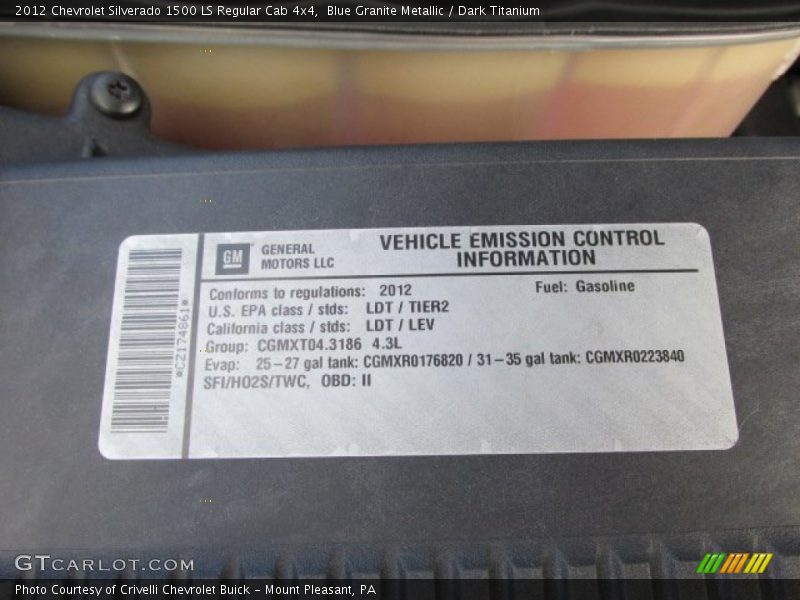 2012 Chevrolet Silverado 1500 LS Regular Cab 4x4,  Blue Granite Metallic / Dark Titanium
GM
GENERAL
MOTORS LLC
VEHICLE EMISSION CONTROL
INFORMATION
*CZ174861*
Conforms to regulations: 2012
Fuel: Gasoline
U.S. EPA class / stds: LDT / TIER2
California class / stds: LDT / LEV
Group: CGMXT04.3186 4.3L
Evap: 25-27 gal tank: CGMXR0176820 / 31-35 gal tank: CGMXR0223840
SFI/HO2S/TWC, OBD: II
GTCARLOT.COM
Photo Courtesy of Crivelli Chevrolet Buick - Mount Pleasant, PA